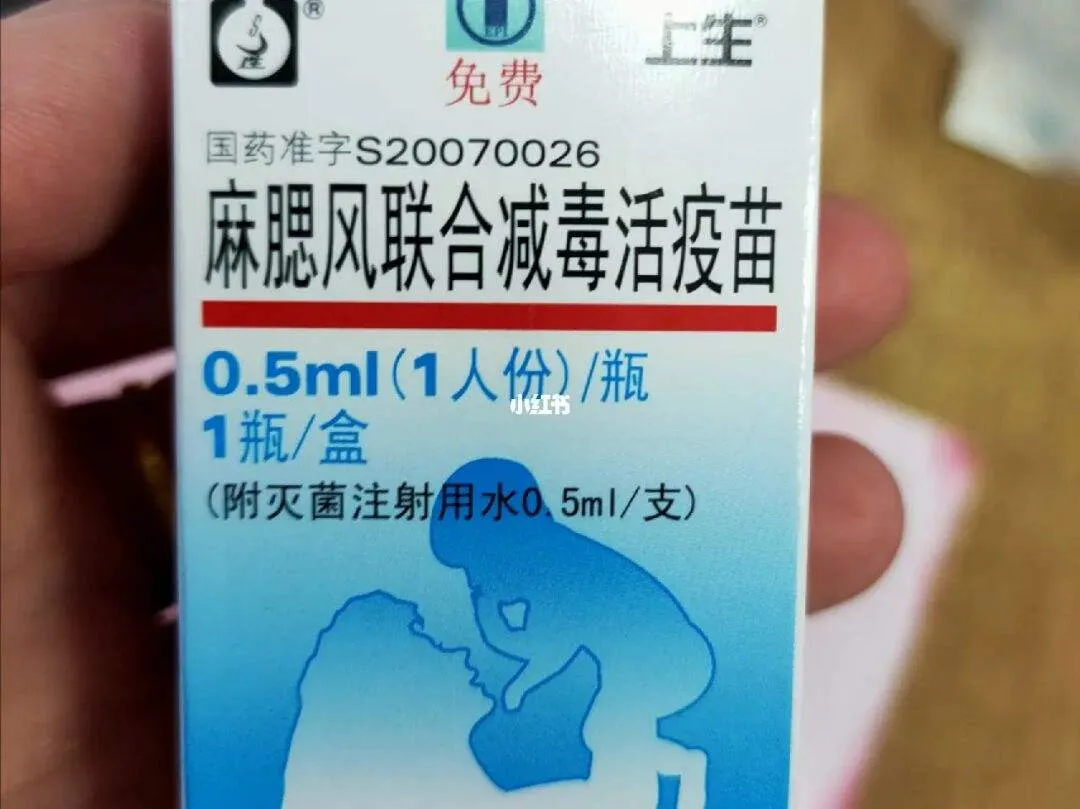 S
®
EPI
上生®
免费
国药准字S20070026
麻腮风联合减毒活疫苗
0.5ml(1人份)/瓶
小红书
1瓶/盒
(附灭菌注射用水0.5ml/支)